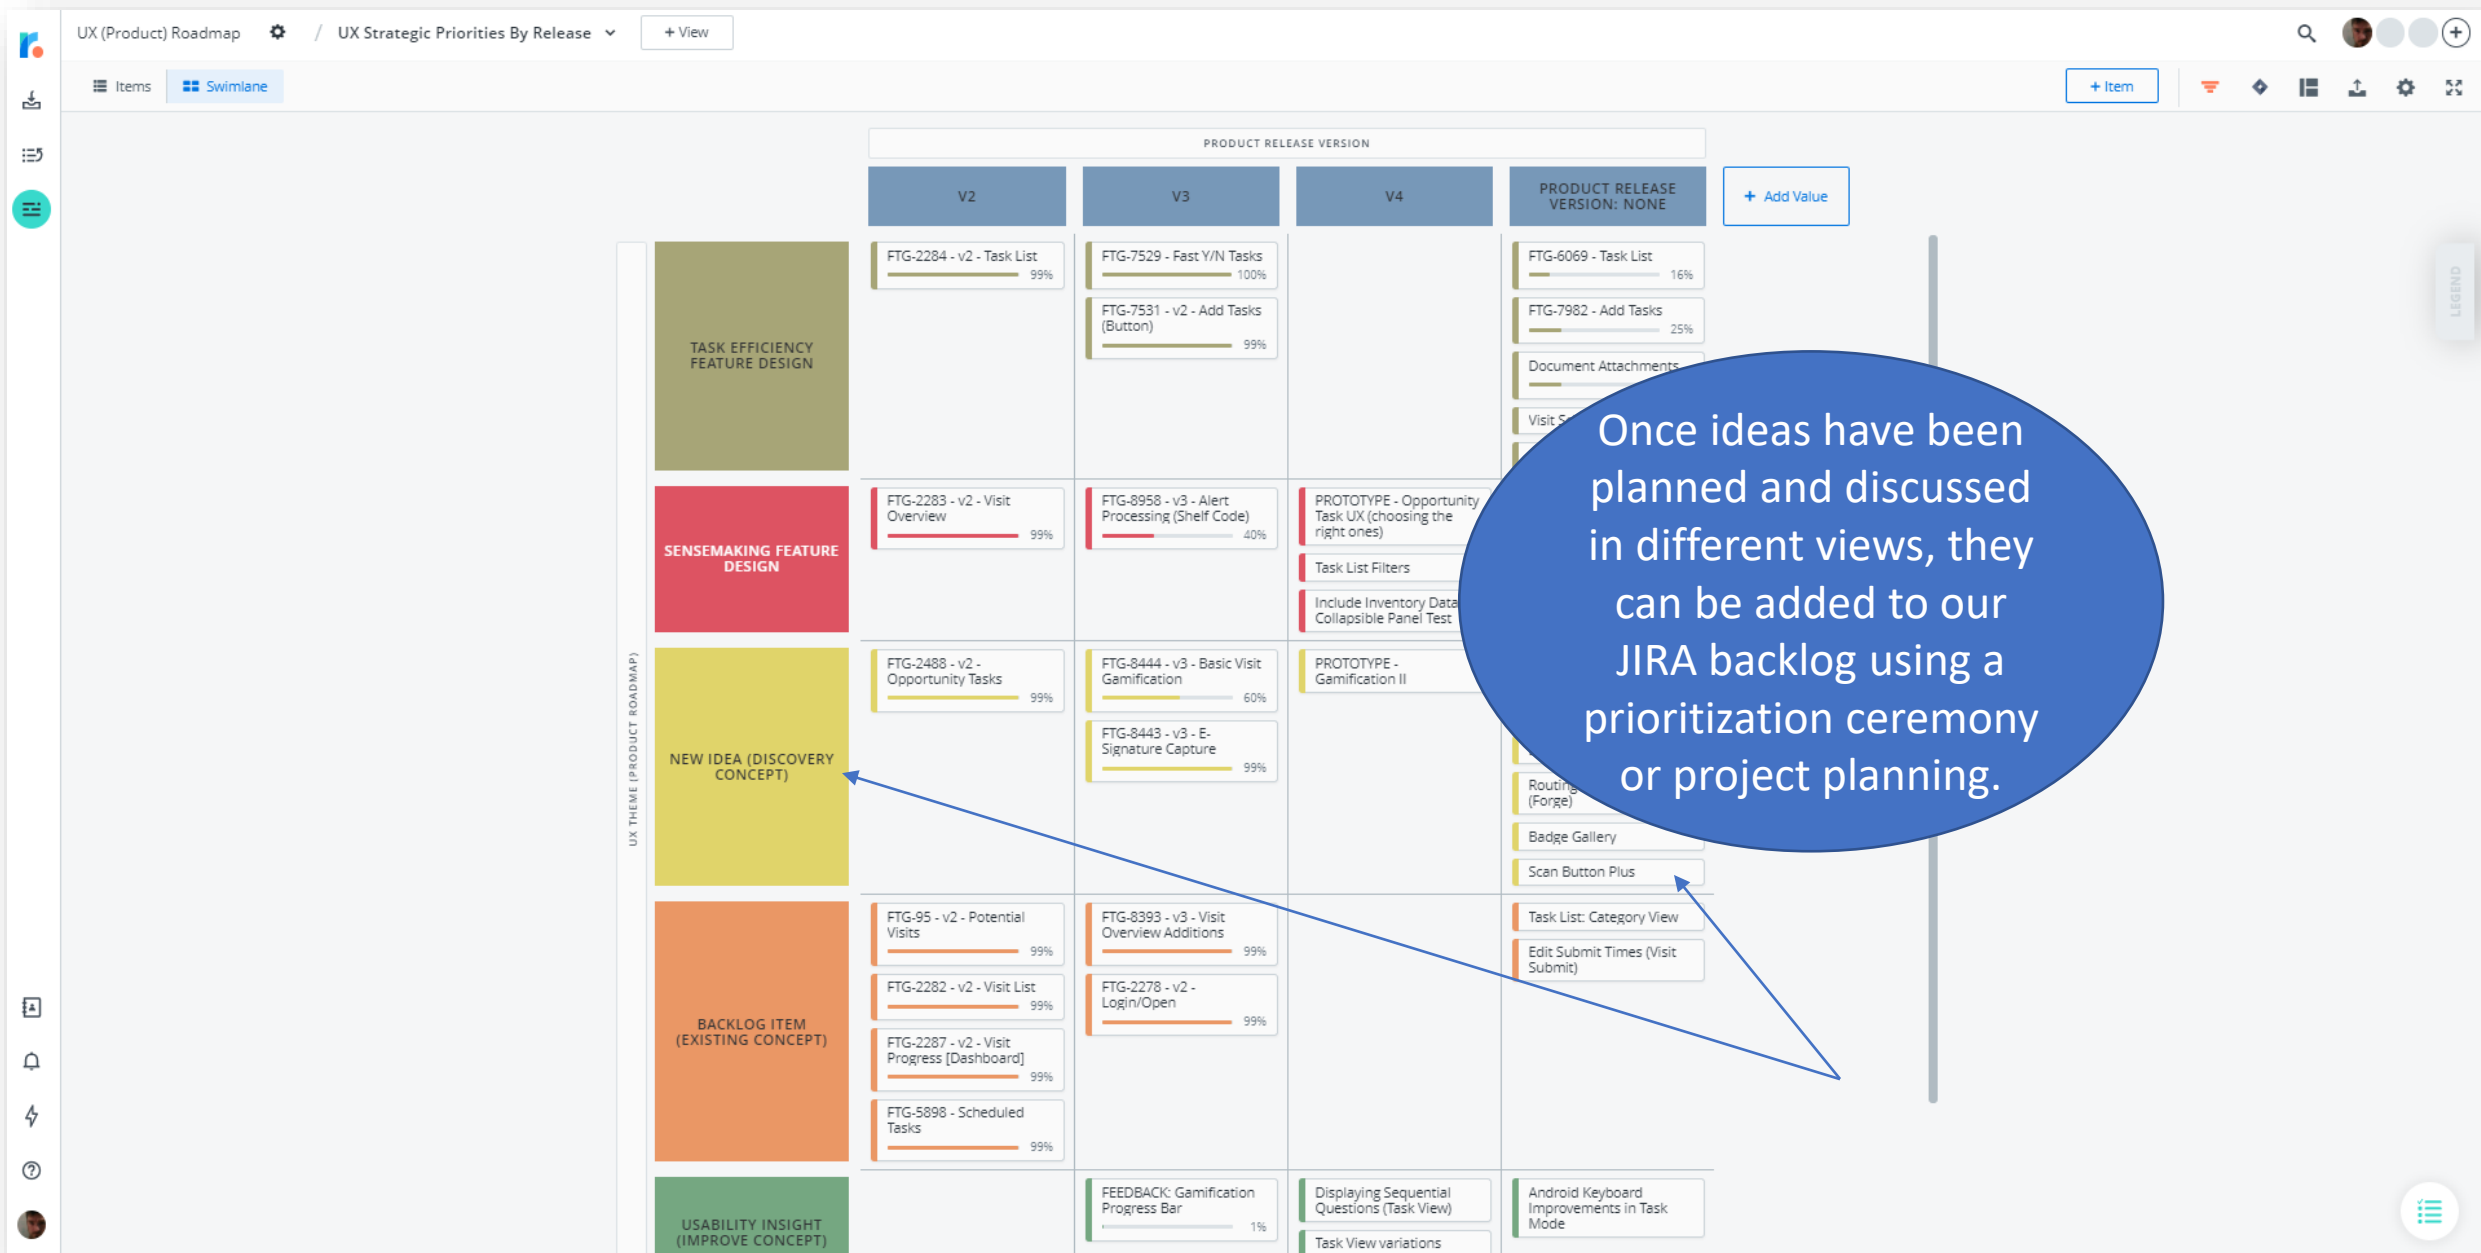 UX (Product) Roadmap / UX Strategic Priorities By Release + View
Items Swimlane + Item
PRODUCT RELEASE VERSION
V2
V3
V4
PRODUCT RELEASE
VERSION: NONE
+ Add Value
LEGEND
UX THEME (PRODUCT ROADMAP)
TASK EFFICIENCY
FEATURE DESIGN
FTG-2284 - v2 - Task List
99%
FTG-7529 - Fast Y/N Tasks
100%
FTG-7531 - v2 - Add Tasks
(Button)
99%
FTG-6069 - Task List
16%
FTG-7982 - Add Tasks
25%
Document Attachments
Visit
SENSEMAKING FEATURE
DESIGN
FTG-2283 - v2 - Visit
Overview
99%
FTG-8958 - v3 - Alert
Processing (Shelf Code)
40%
PROTOTYPE - Opportunity
Task UX (choosing the
right ones)
Task List Filters
Include Inventory Data
Collapsible Panel Test
NEW IDEA (DISCOVERY
CONCEPT)
FTG-2488 - v2 -
Opportunity Tasks
99%
FTG-8444 - v3 - Basic Visit
Gamification
60%
FTG-8443 - v3 - E-
Signature Capture
99%
PROTOTYPE -
Gamification II
Routing
(Forge)
Badge Gallery
Scan Button Plus
Once ideas have been
planned and discussed
in different views, they
can be added to our
JIRA backlog using a
prioritization ceremony
or project planning.
BACKLOG ITEM
(EXISTING CONCEPT)
FTG-95 - v2 - Potential
Visits
99%
FTG-2282 - v2 - Visit List
99%
FTG-2287 - v2 - Visit
Progress [Dashboard]
99%
FTG-5898 - Scheduled
Tasks
99%
FTG-8393 - v3 - Visit
Overview Additions
99%
FTG-2278 - v2 -
Login/Open
99%
Task List: Category View
Edit Submit Times (Visit
Submit)
USABILITY INSIGHT
(IMPROVE CONCEPT)
FEEDBACK: Gamification
Progress Bar
1%
Displaying Sequential
Questions (Task View)
Task View variations
Android Keyboard
Improvements in Task
Mode